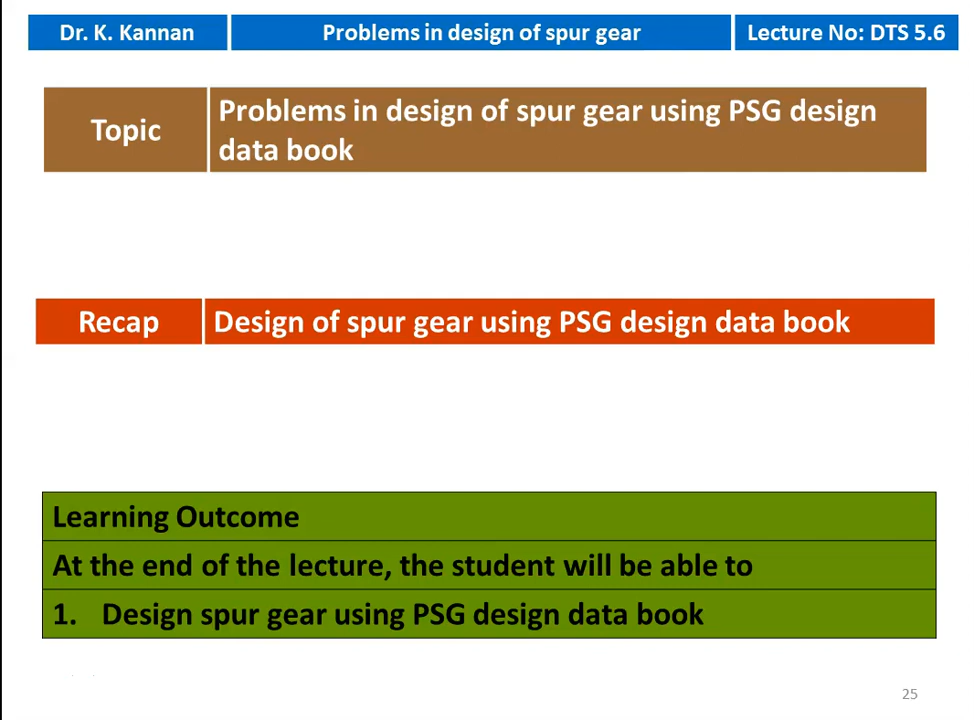 Dr. K. Kannan
Problems in design of spur gear
Lecture No: DTS 5.6
Topic
Problems in design of spur gear using PSG design
data book
Recap
Design of spur gear using PSG design data book
Learning Outcome
At the end of the lecture, the student will be able to
1. Design spur gear using PSG design data book
25